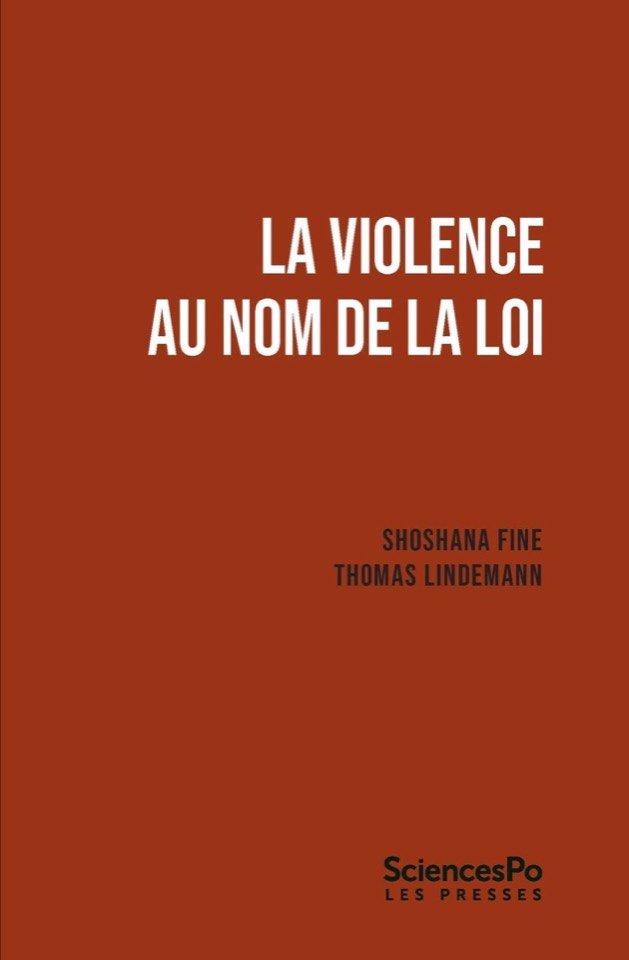 LA VIOLENCE
AU NOM DE LA LOI
SHOSHANA FINE
THOMAS LINDEMANN
SciencesPo
LES PRESSES